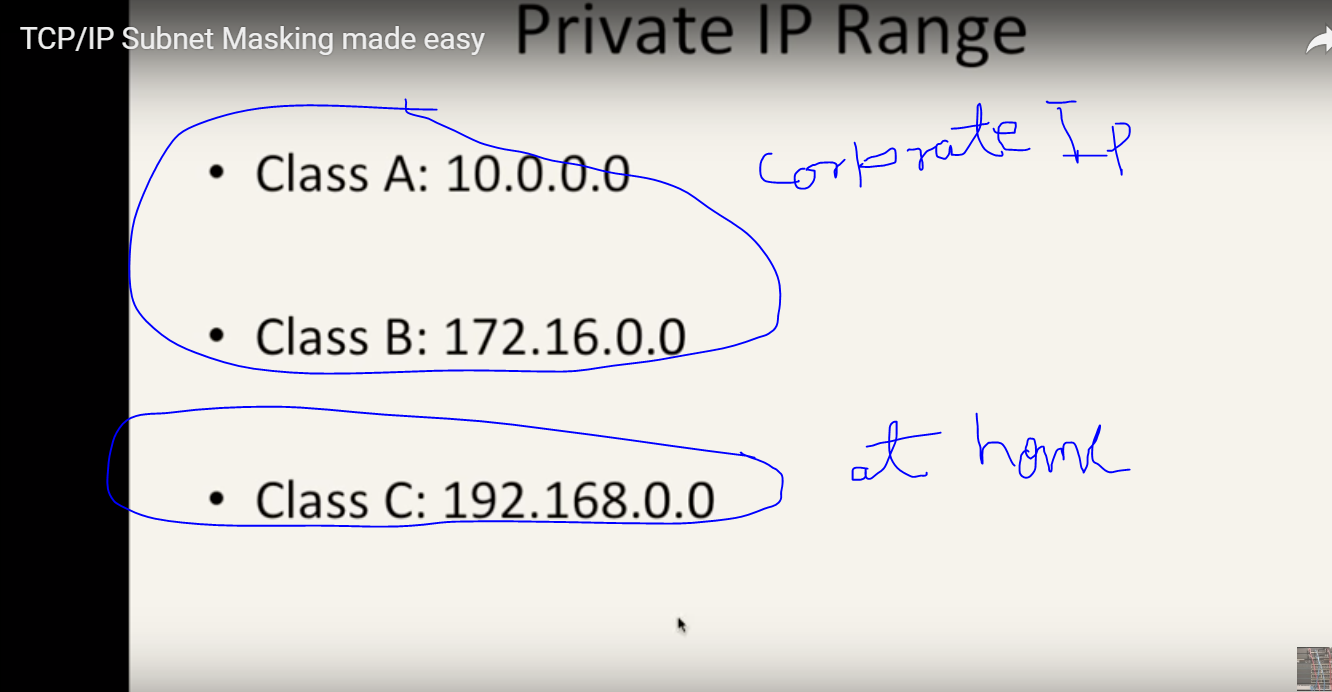 TCP/IP Subnet Masking made easy
Private IP Range
• Class A: 10.0.0.0
corporate Ip
• Class B: 172.16.0.0
at home
• Class C: 192.168.0.0